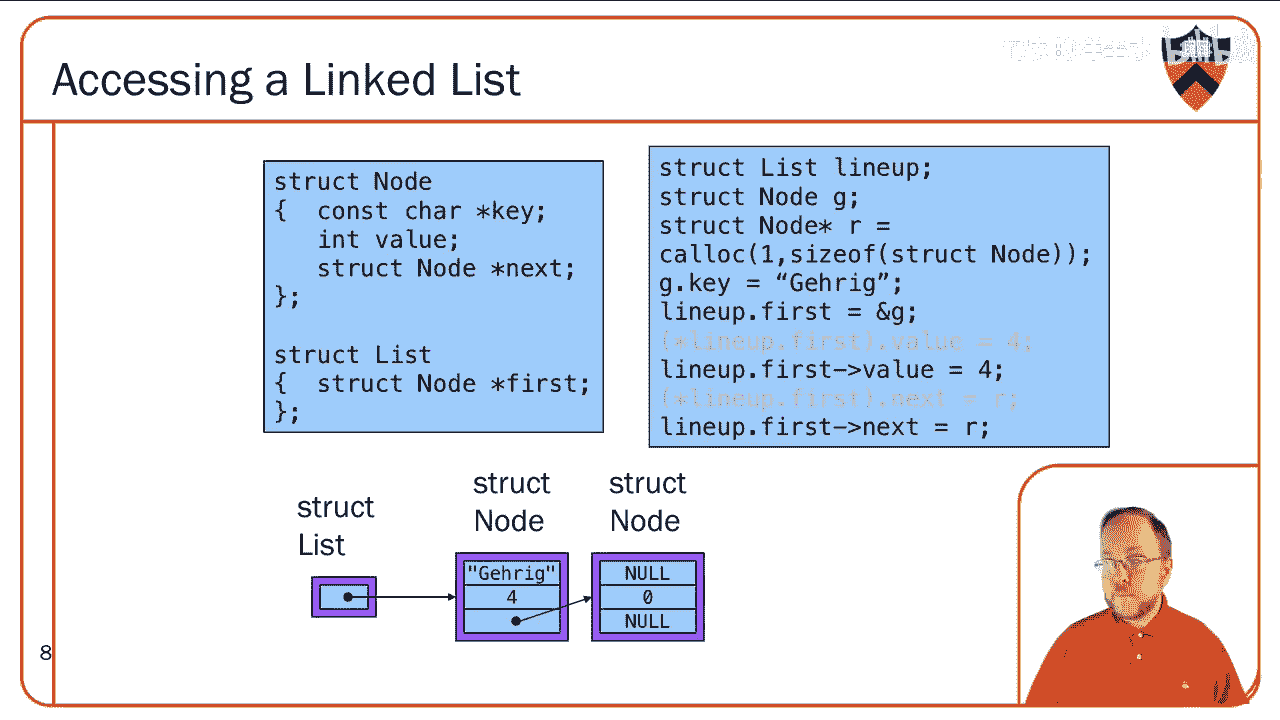 Accessing a Linked List
struct Node
{  const char *key;
   int value;
   struct Node *next;
};
struct List
{  struct Node *first;
};
struct List lineup;
struct Node g;
struct Node* r =
calloc(1,sizeof(struct Node));
g.key = “Gehrig”;
lineup.first = &g;
(*lineup.first).value = 4;
lineup.first->value = 4;
(*lineup.first).next = r;
lineup.first->next = r;
struct
List
struct
Node
struct
Node
"Gehrig"
4
NULL
0
NULL
8